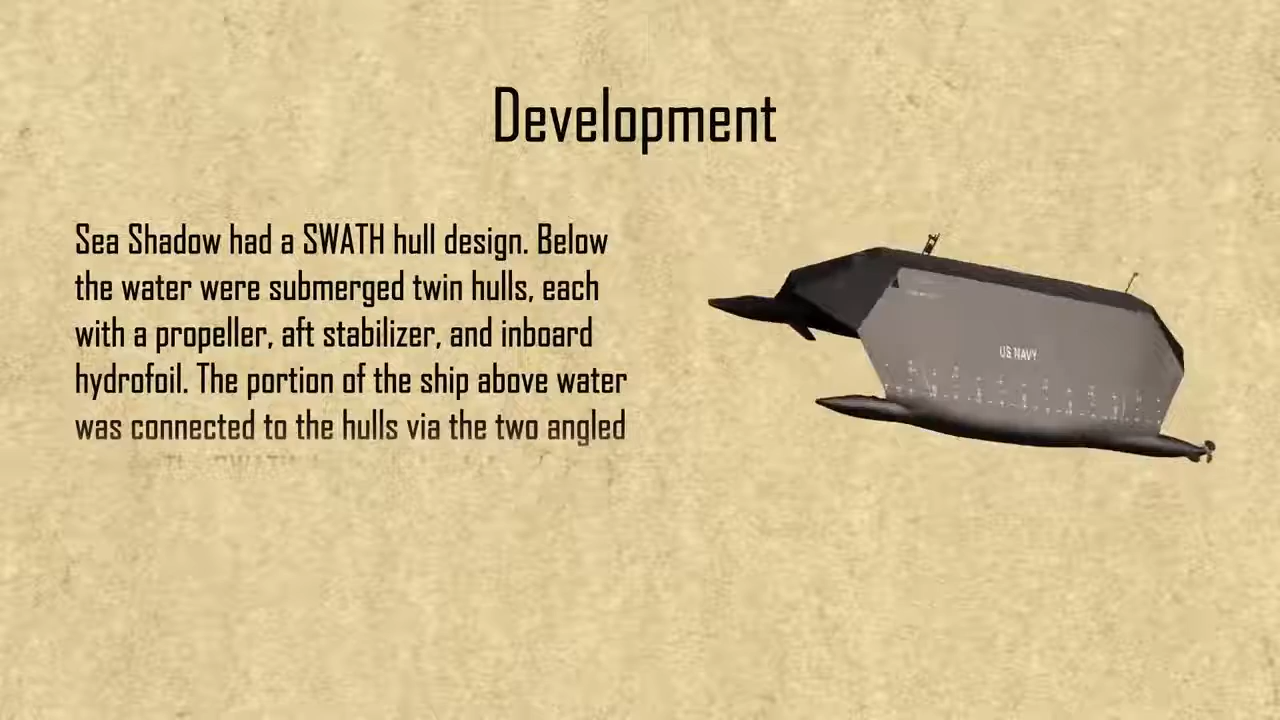 Development
Sea Shadow had a SWATH hull design. Below
the water were submerged twin hulls, each
with a propeller, aft stabilizer, and inboard
hydrofoil. The portion of the ship above water
was connected to the hulls via the two angled
The SWATH
US NAVY